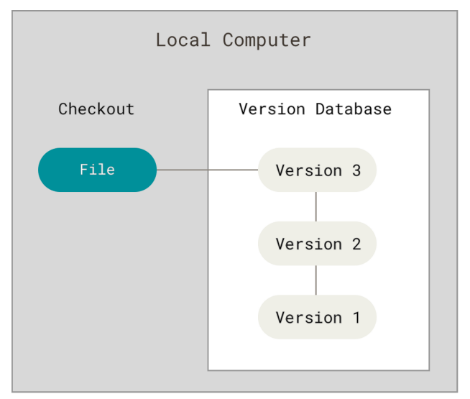 Local Computer
Checkout
Version Database
File
Version 3
Version 2
Version 1